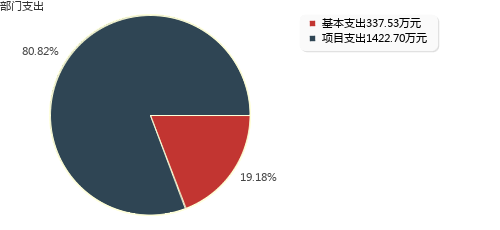 部门支出
基本支出337.53万元
项目支出1422.70万元
80.82%
19.18%